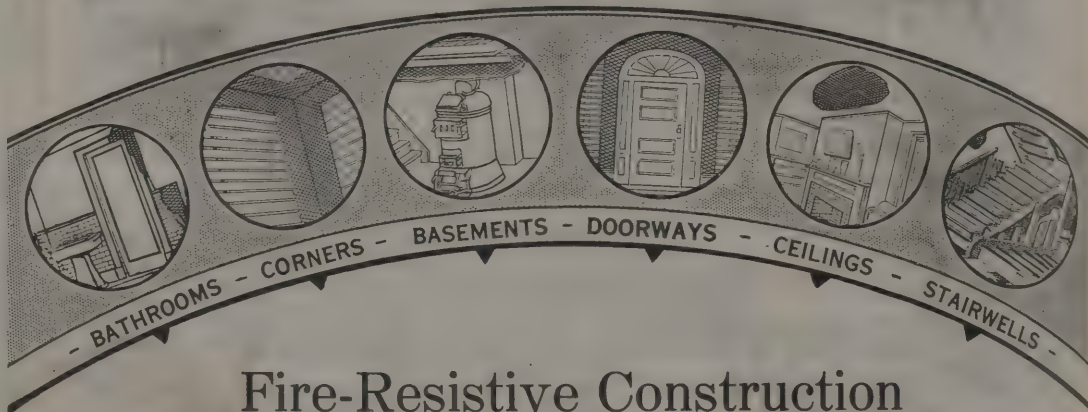 - BATHROOMS - CORNERS - BASEMENTS - DOORWAYS - CEILINGS - STAIRWELLS -
Fire-Resistive Construction